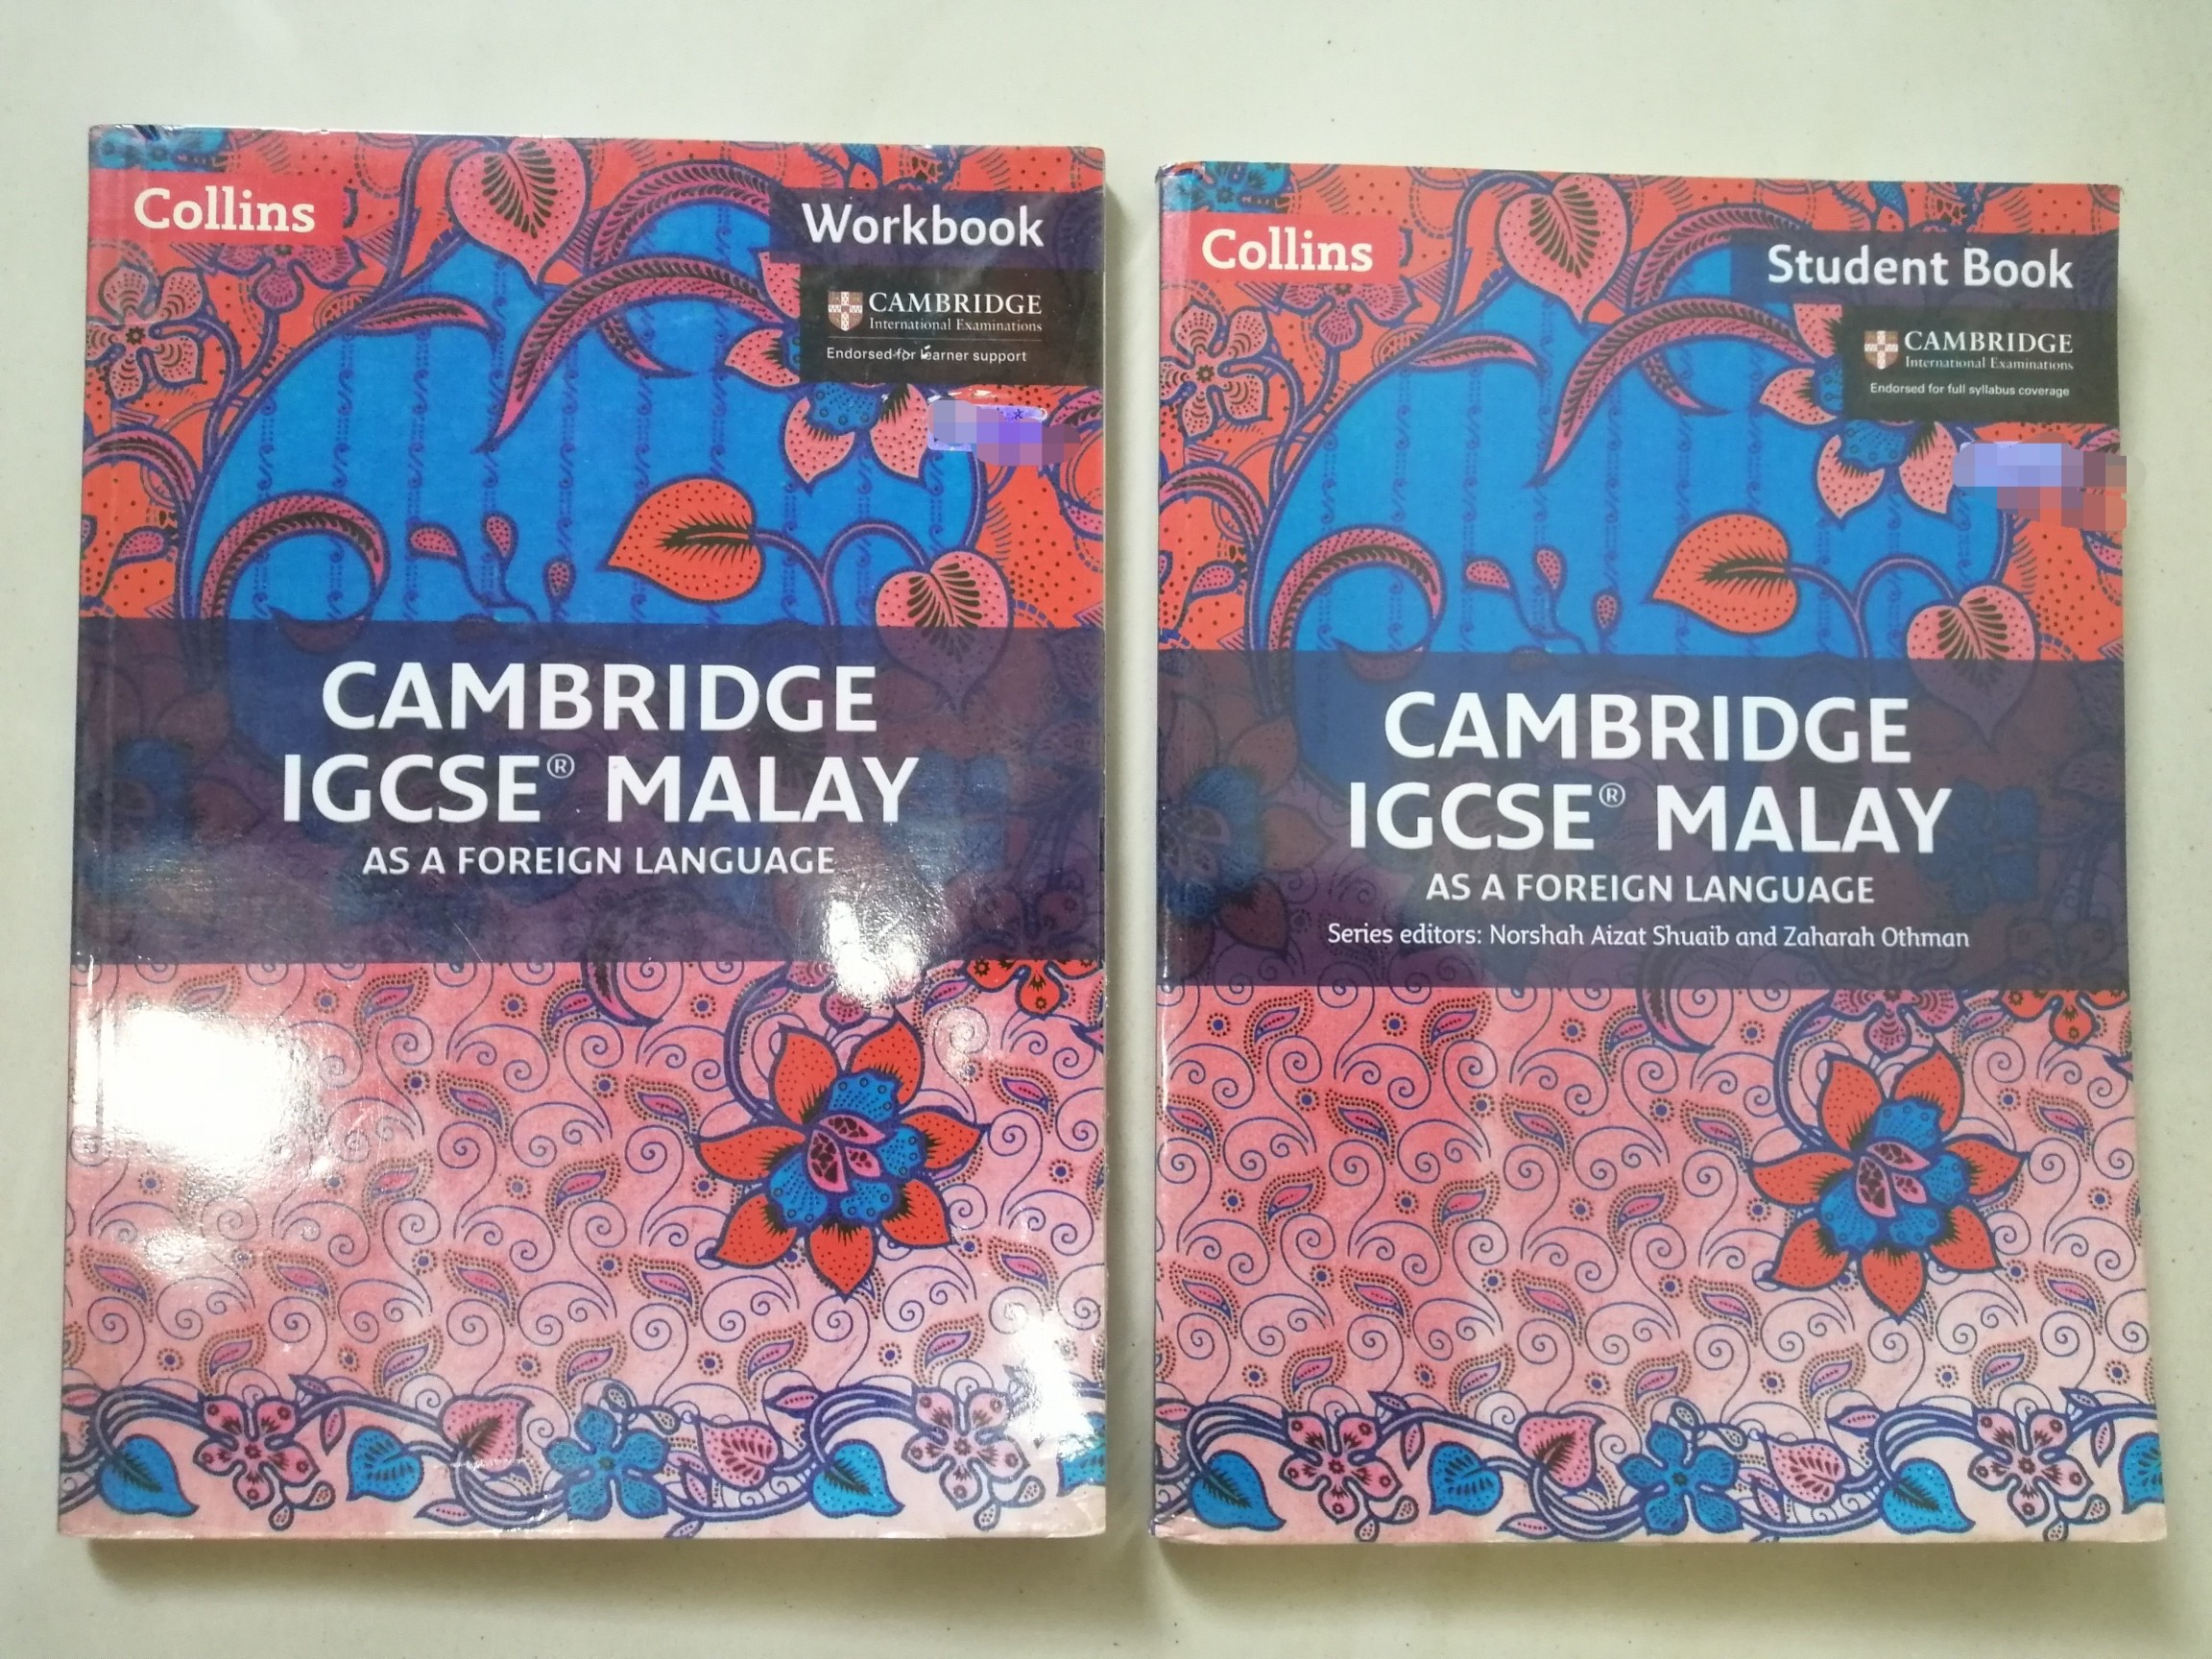 Collins
Workbook
CAMBRIDGE
International Examinations
Endorsed for learner support
CAMBRIDGE
IGCSE® MALAY
AS A FOREIGN LANGUAGE
Collins
Student Book
CAMBRIDGE
International Examinations
Endorsed for full syllabus coverage
CAMBRIDGE
IGCSE® MALAY
AS A FOREIGN LANGUAGE
Series editors: Norshah Aizat Shuaib and Zaharah Othman